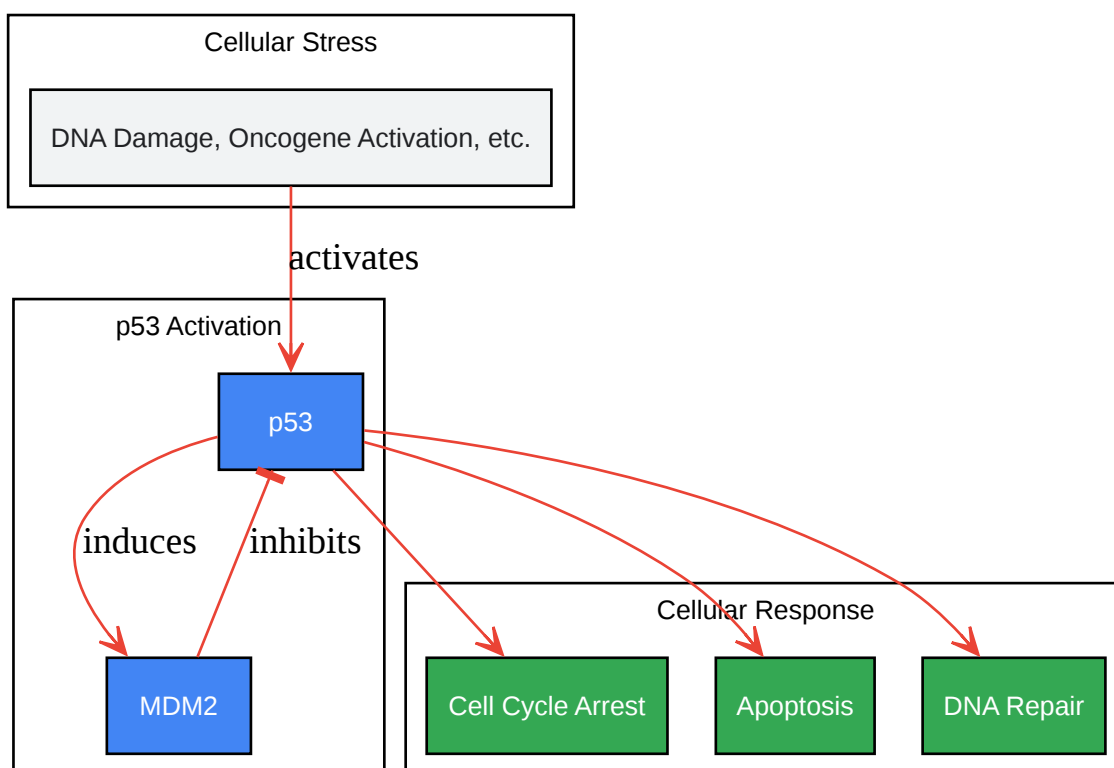 Cellular Stress
DNA Damage, Oncogene Activation, etc.
activates
p53 Activation
p53
induces
inhibits
MDM2
Cellular Response
Cell Cycle Arrest
Apoptosis
DNA Repair